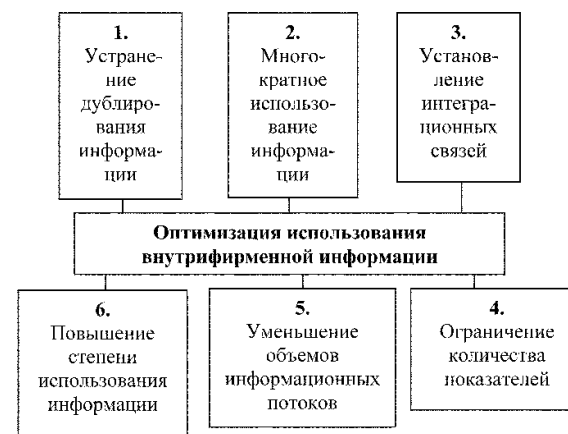 1.
Устране-
ние
дублиро-
вания
информа-
ции
2.
Много-
кратное
использо-
вание
информа-
ции
3.
Установ-
ление
интегра-
ционных
связей
Оптимизация использования
внутрифирменной информации
6.
Повышение
степени
использования
информации
5.
Уменьшение
объемов
информационных
потоков
4.
Ограничение
количества
показателей